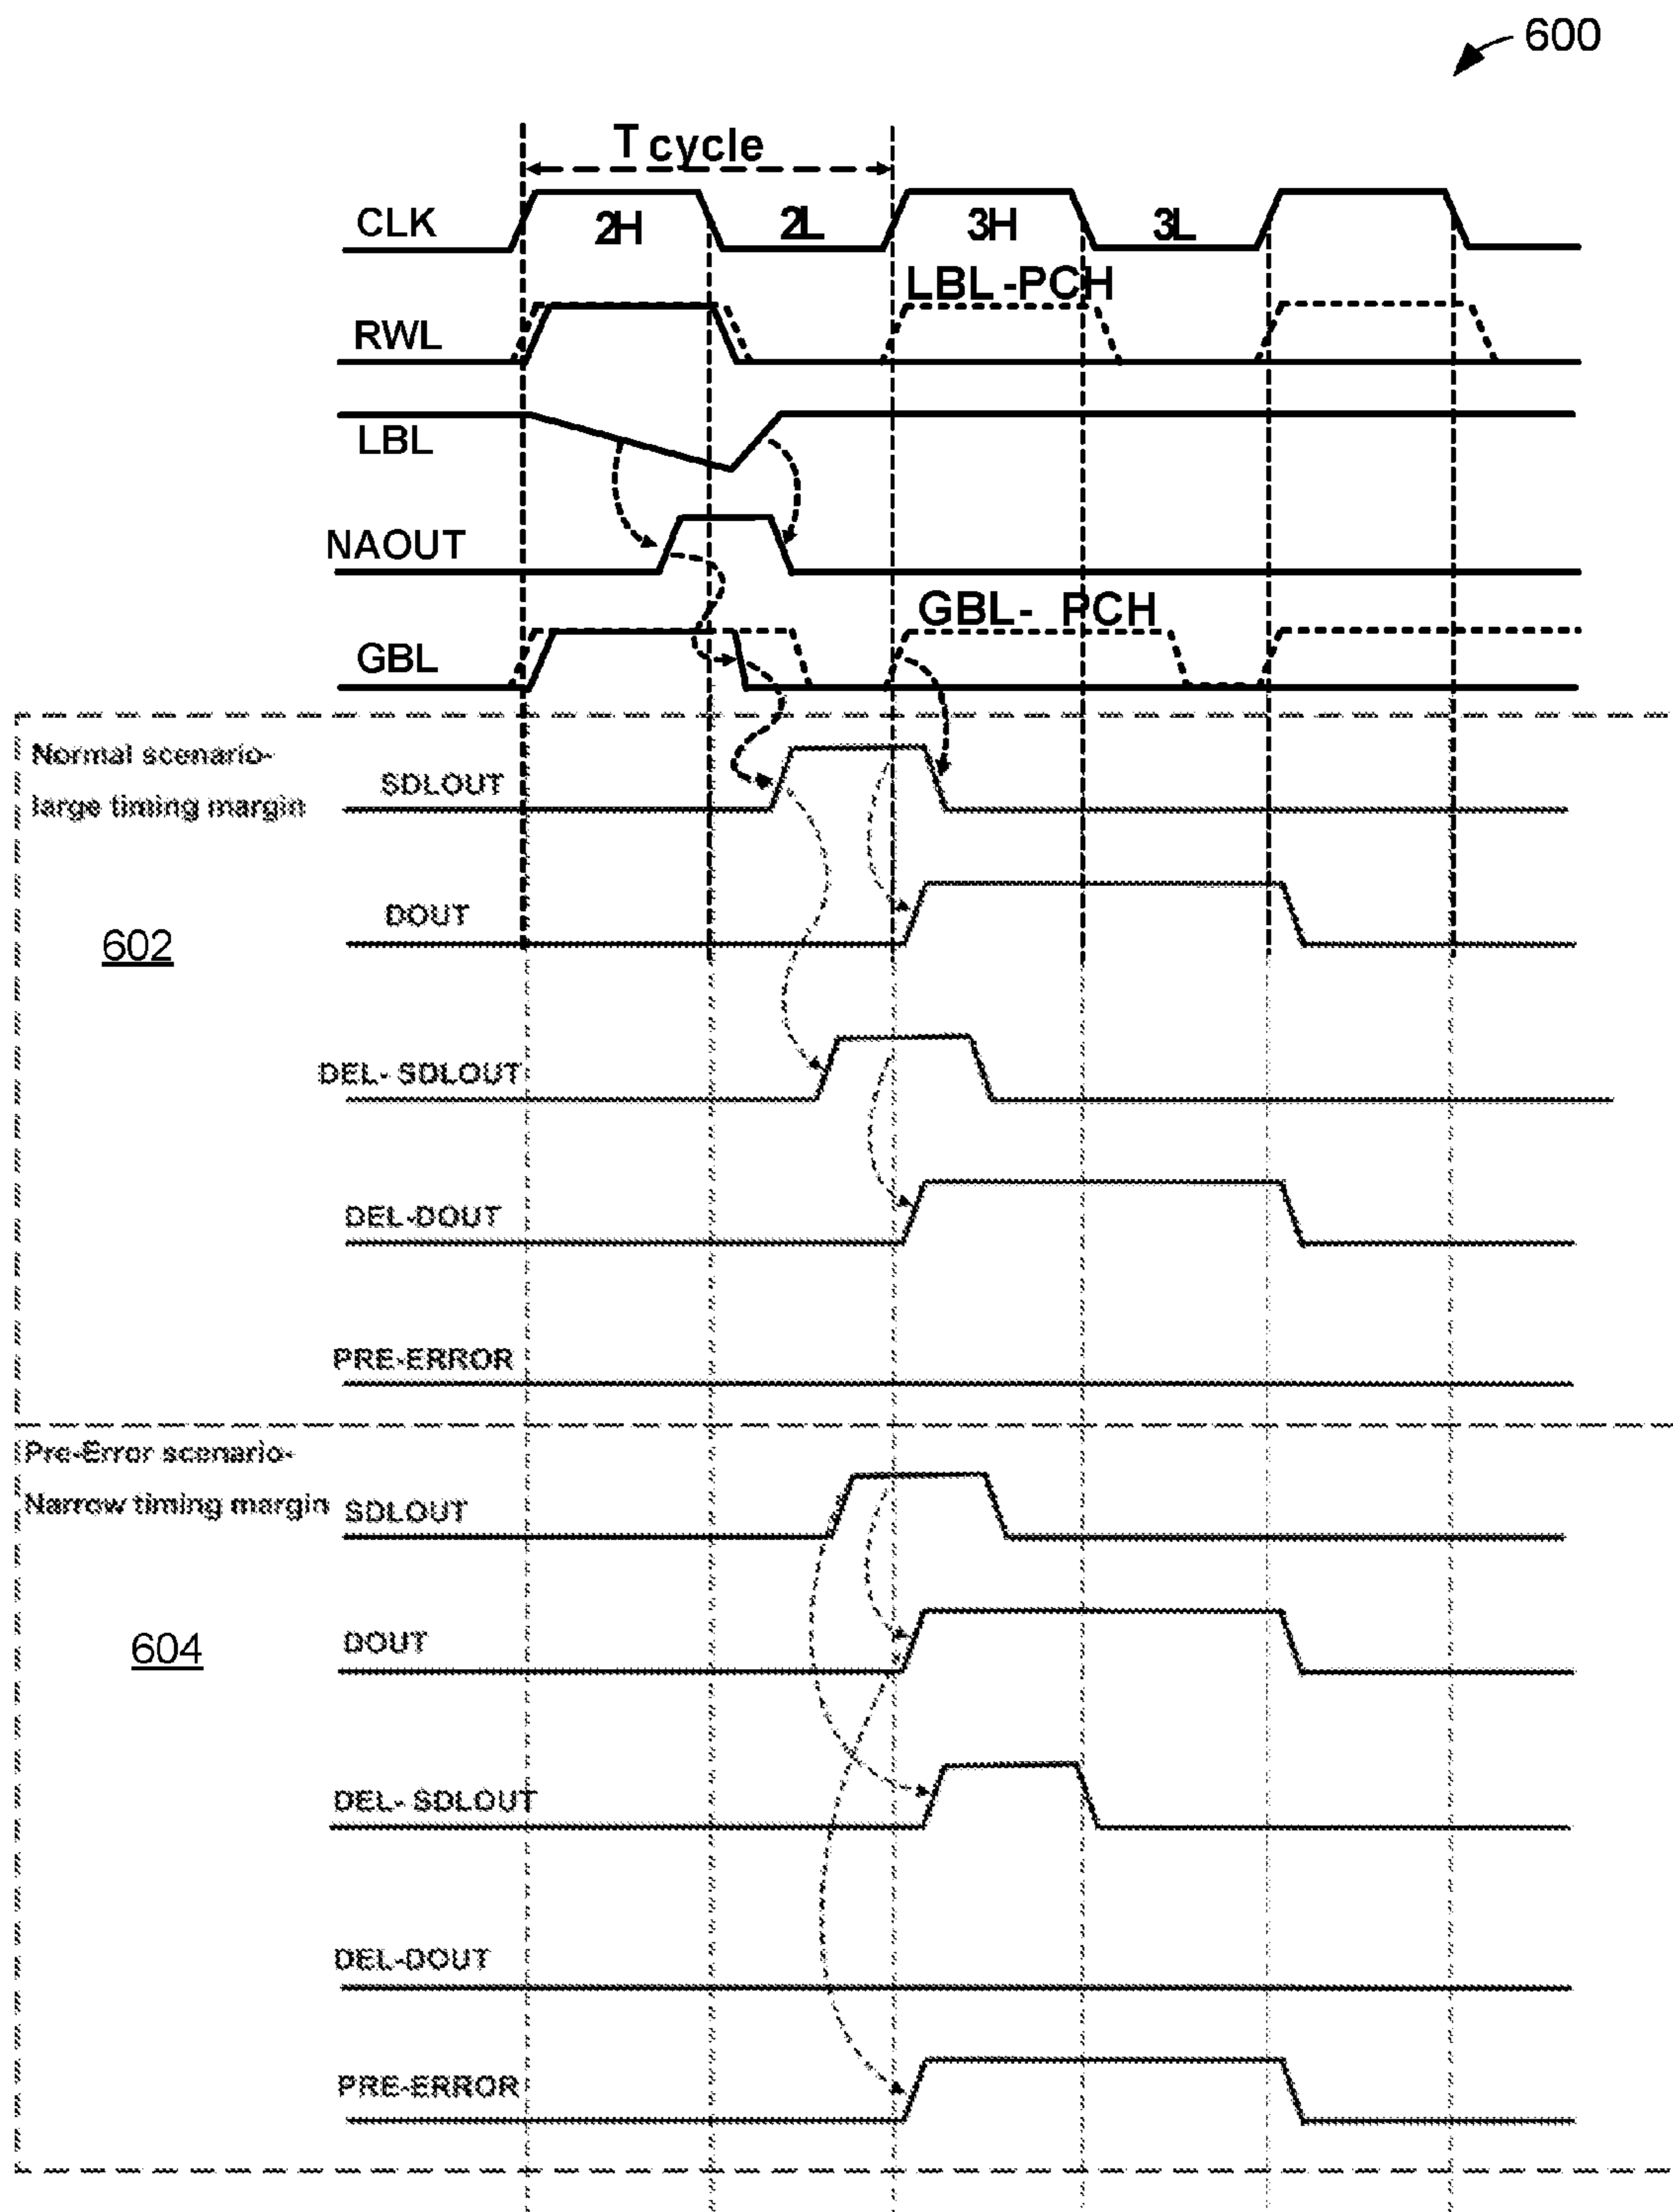 600
T cycle
CLK
2H
2L
3H
3L
LBL-PCH
RWL
LBL
NAOUT
GBL- PCH
GBL
Normal scenario-
large timing margin
SDLOUT
DOUT
602
DEL- SDLOUT
DEL-DOUT
PRE-ERROR
Pre-Error scenario-
Narrow timing margin
SDLOUT
604
DOUT
DEL- SDLOUT
DEL-DOUT
PRE-ERROR